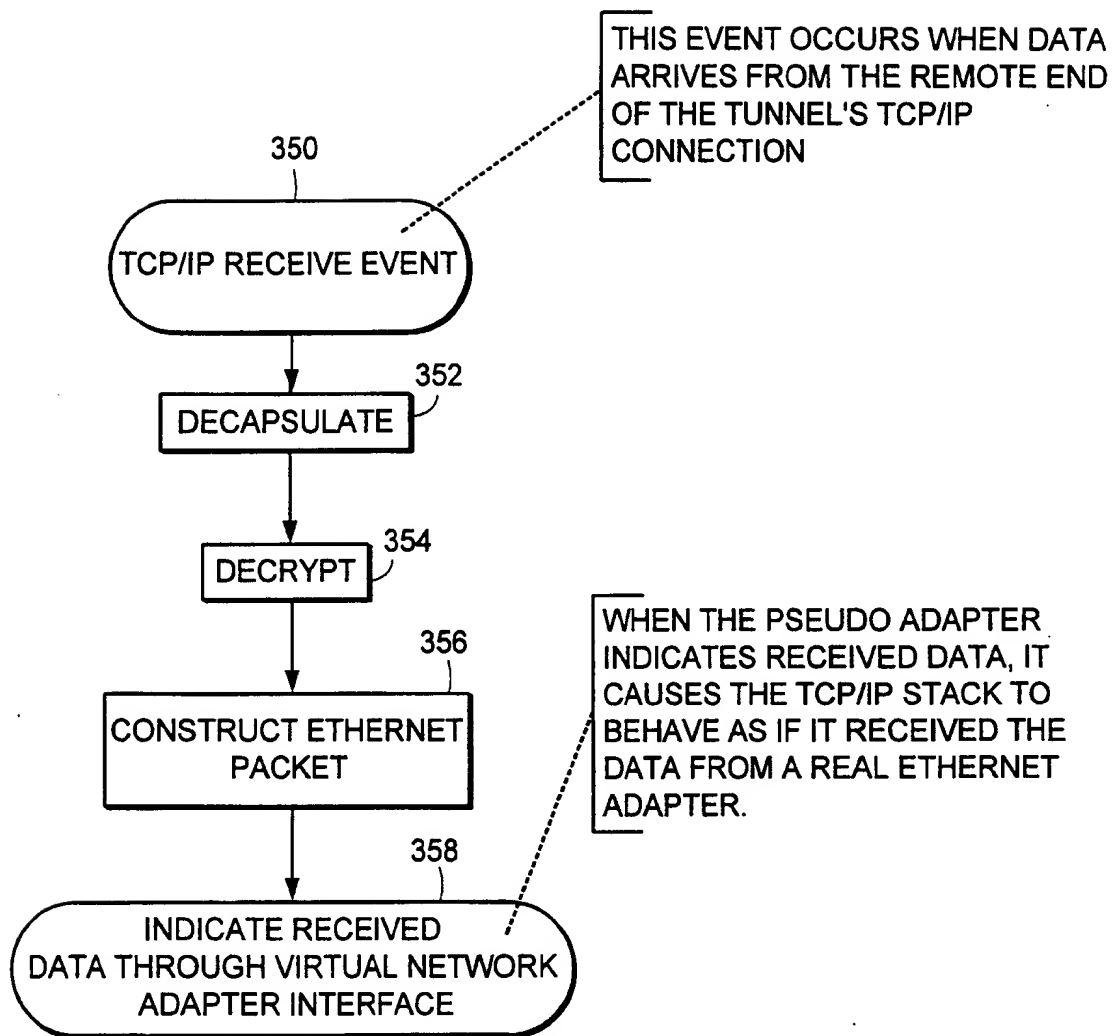 THIS EVENT OCCURS WHEN DATA
ARRIVES FROM THE REMOTE END
OF THE TUNNEL'S TCP/IP
CONNECTION
350
TCP/IP RECEIVE EVENT
352
DECAPSULATE
354
DECRYPT
356
CONSTRUCT ETHERNET
PACKET
WHEN THE PSEUDO ADAPTER
INDICATES RECEIVED DATA, IT
CAUSES THE TCP/IP STACK TO
BEHAVE AS IF IT RECEIVED THE
DATA FROM A REAL ETHERNET
ADAPTER.
358
INDICATE RECEIVED
DATA THROUGH VIRTUAL NETWORK
ADAPTER INTERFACE